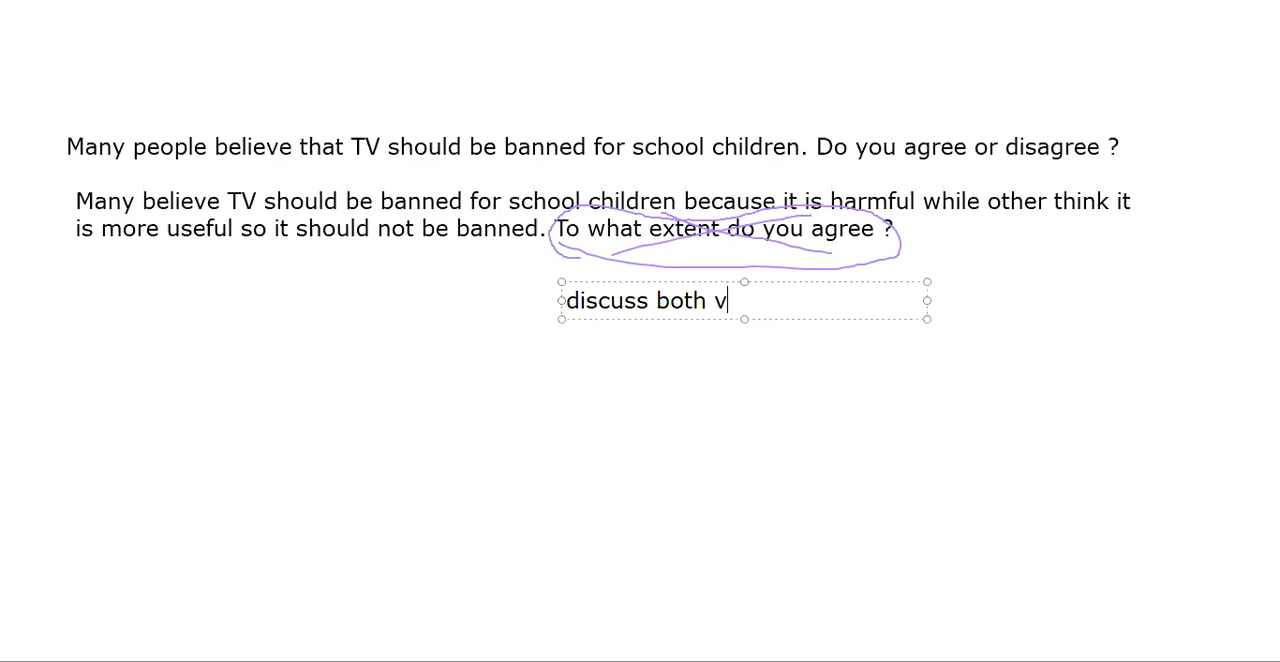 Many people believe that TV should be banned for school children. Do you agree or disagree ?
Many believe TV should be banned for school children because it is harmful while other think it
is more useful so it should not be banned. To what extent do you agree ?
discuss both v